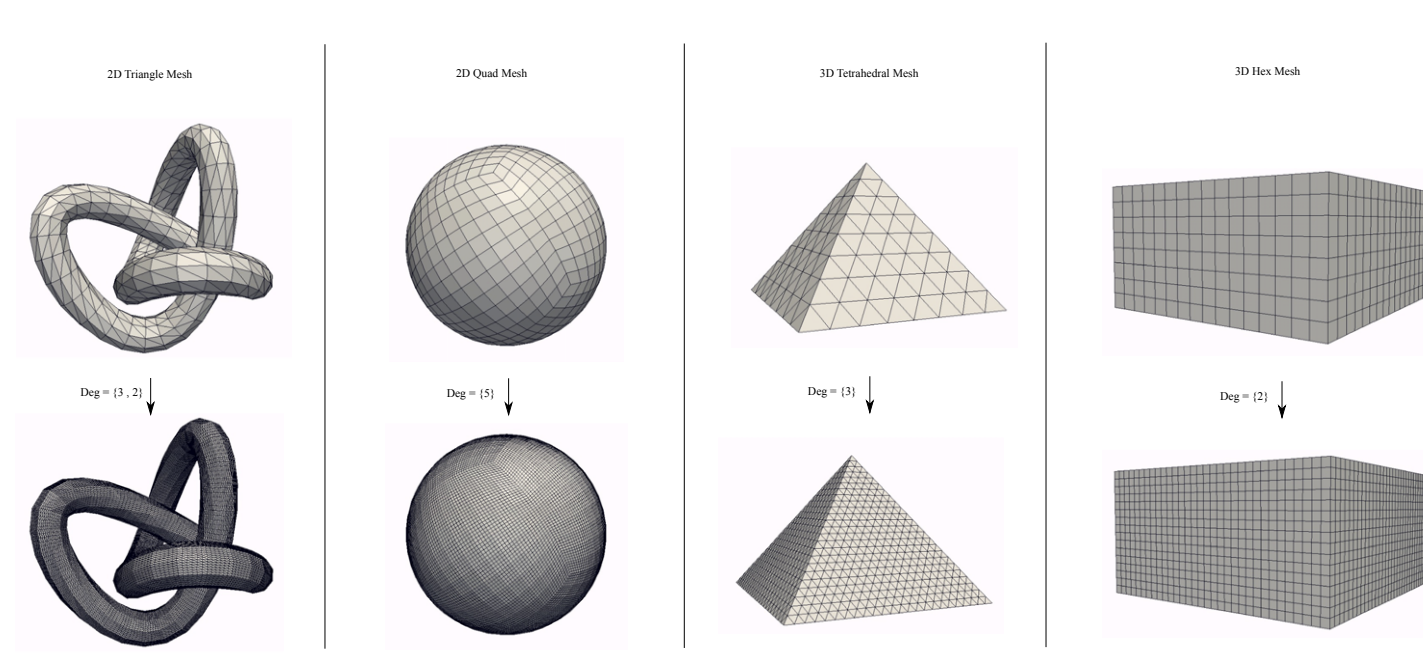 2D Triangle Mesh
2D Quad Mesh
3D Tetrahedral Mesh
3D Hex Mesh
Deg = {3 , 2}
Deg = {5}
Deg = {3}
Deg = {2}